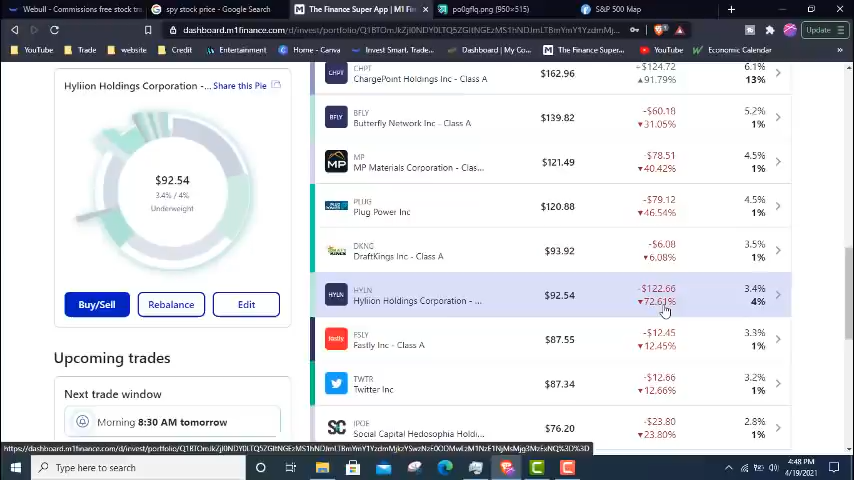 Webull - Commissions free stock tra
spy stock price - Google Search
The Finance Super App | M1 Fin
po0gflq.png (950×515)
S&P 500 Map
dashboard.m1finance.com
Update
YouTube
Trade
website
Credit
Entertainment
Home - Canva
Invest Smart, Trade...
Dashboard | My Co...
The Finance Super...
YouTube
Economic Calendar
Hyliion Holdings Corporation -...
Share this Pie
$92.54
3.4% / 4%
Underweight
Buy/Sell
Rebalance
Edit
Upcoming trades
Next trade window
Morning 8:30 AM tomorrow
CHPT
CHPT
ChargePoint Holdings Inc - Class A
$162.96
+$124.72
▲91.79%
6.1%
13%
BFLY
BFLY
Butterfly Network Inc - Class A
$139.82
-$60.18
▼31.05%
5.2%
1%
MP
MP
MP Materials Corporation - Clas...
$121.49
-$78.51
▼40.42%
4.5%
1%
PLUG
Plug Power Inc
$120.88
-$79.12
▼46.54%
4.5%
1%
DKNG
DraftKings Inc - Class A
$93.92
-$6.08
▼6.08%
3.5%
1%
HYLN
HYLN
Hyliion Holdings Corporation - ...
$92.54
-$122.66
▼72.61%
3.4%
4%
fastly
FSLY
Fastly Inc - Class A
$87.55
-$12.45
▼12.45%
3.3%
1%
TWTR
Twitter Inc
$87.34
-$12.66
▼12.66%
3.2%
1%
SC
IPOE
Social Capital Hedosophia Holdi...
$76.20
-$23.80
▼23.80%
2.8%
1%
Type here to search
4:48 PM
4/19/2021